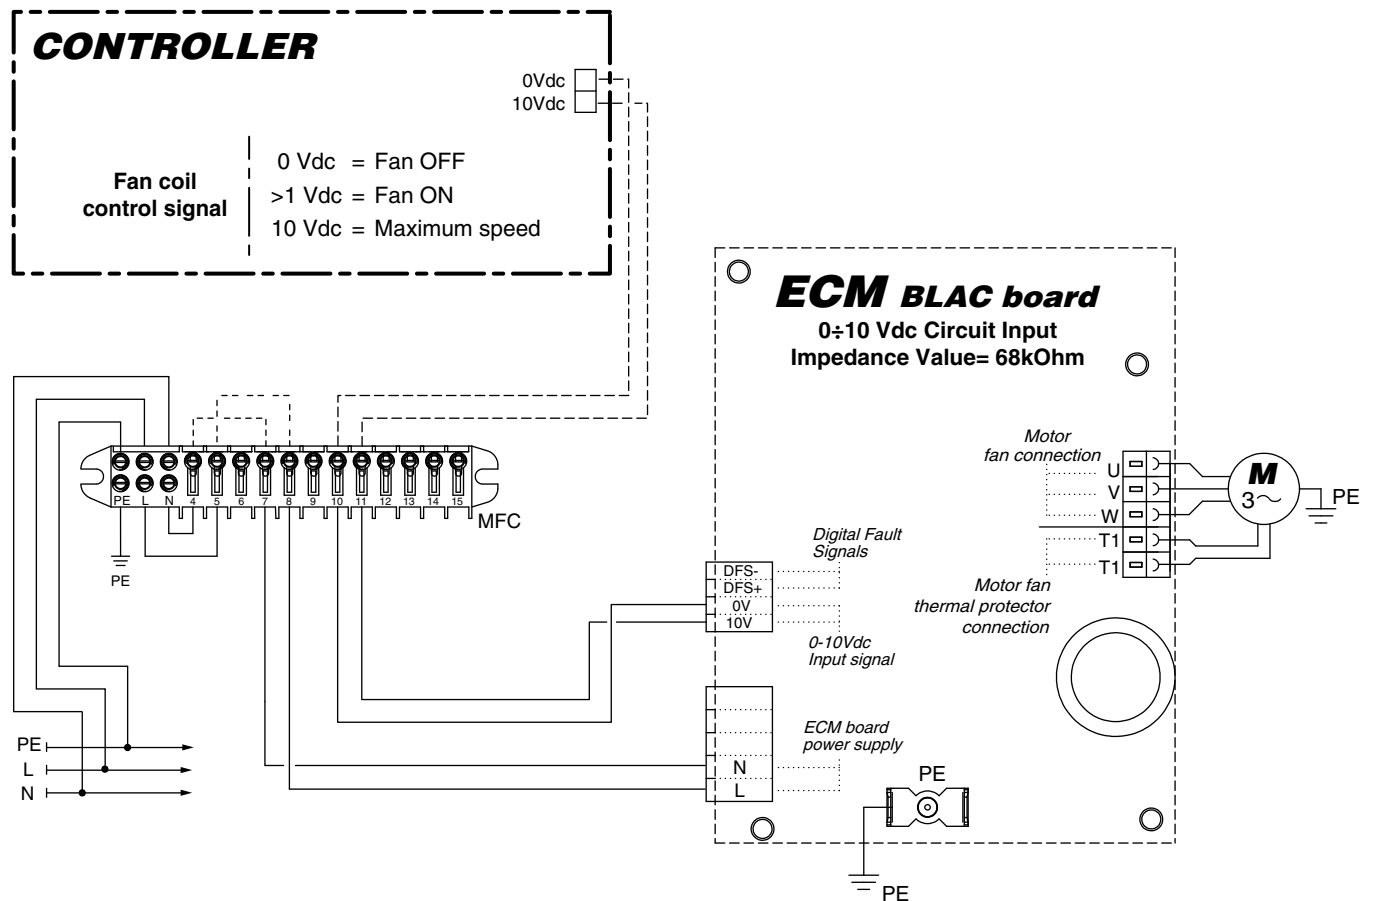 CONTROLLER
0Vdc
10Vdc
Fan coil
control signal
0 Vdc = Fan OFF
>1 Vdc = Fan ON
10 Vdc = Maximum speed
ECM BLAC board
0÷10 Vdc Circuit Input
Impedance Value= 68kOhm
Motor
fan connection
U
V
W
T1
T1
M
3~
PE
Motor fan
thermal protector
connection
PE L N 4 5 6 7 8 9 10 11 12 13 14 15
MFC
PE
Digital Fault
Signals
DFS-
DFS+
0V
10V
0-10Vdc
Input signal
ECM board
power supply
N
L
PE
PE
PE
L
N